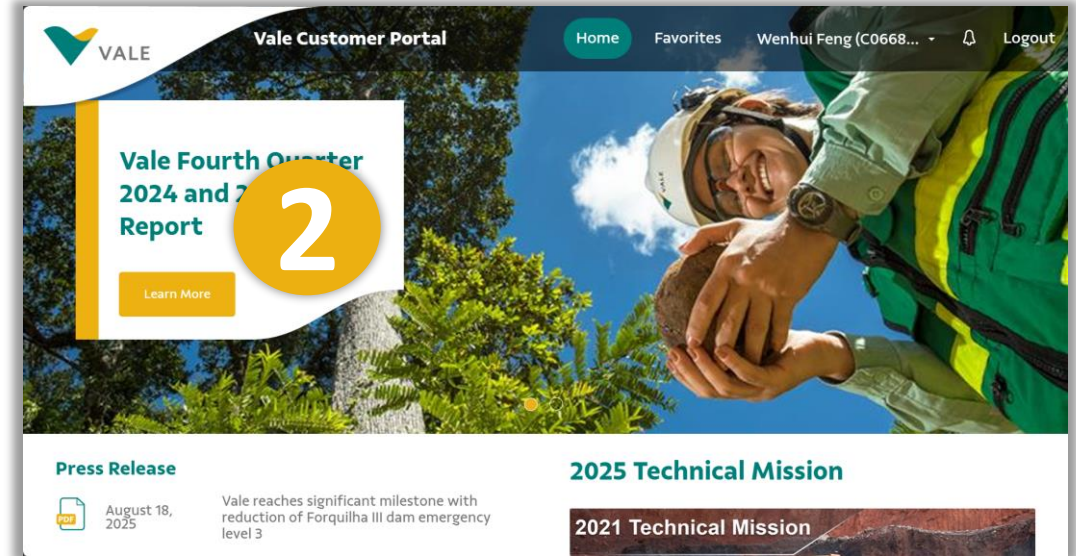 VALE
Vale Customer Portal
Home
Favorites
Wenhui Feng (C0668...
Logout
Vale Fourth Quarter
2024 and 2
Report
2
Learn More
Press Release
2025 Technical Mission
PDF
August 18,
2025
Vale reaches significant milestone with
reduction of Forquilha III dam emergency
level 3
2021 Technical Mission